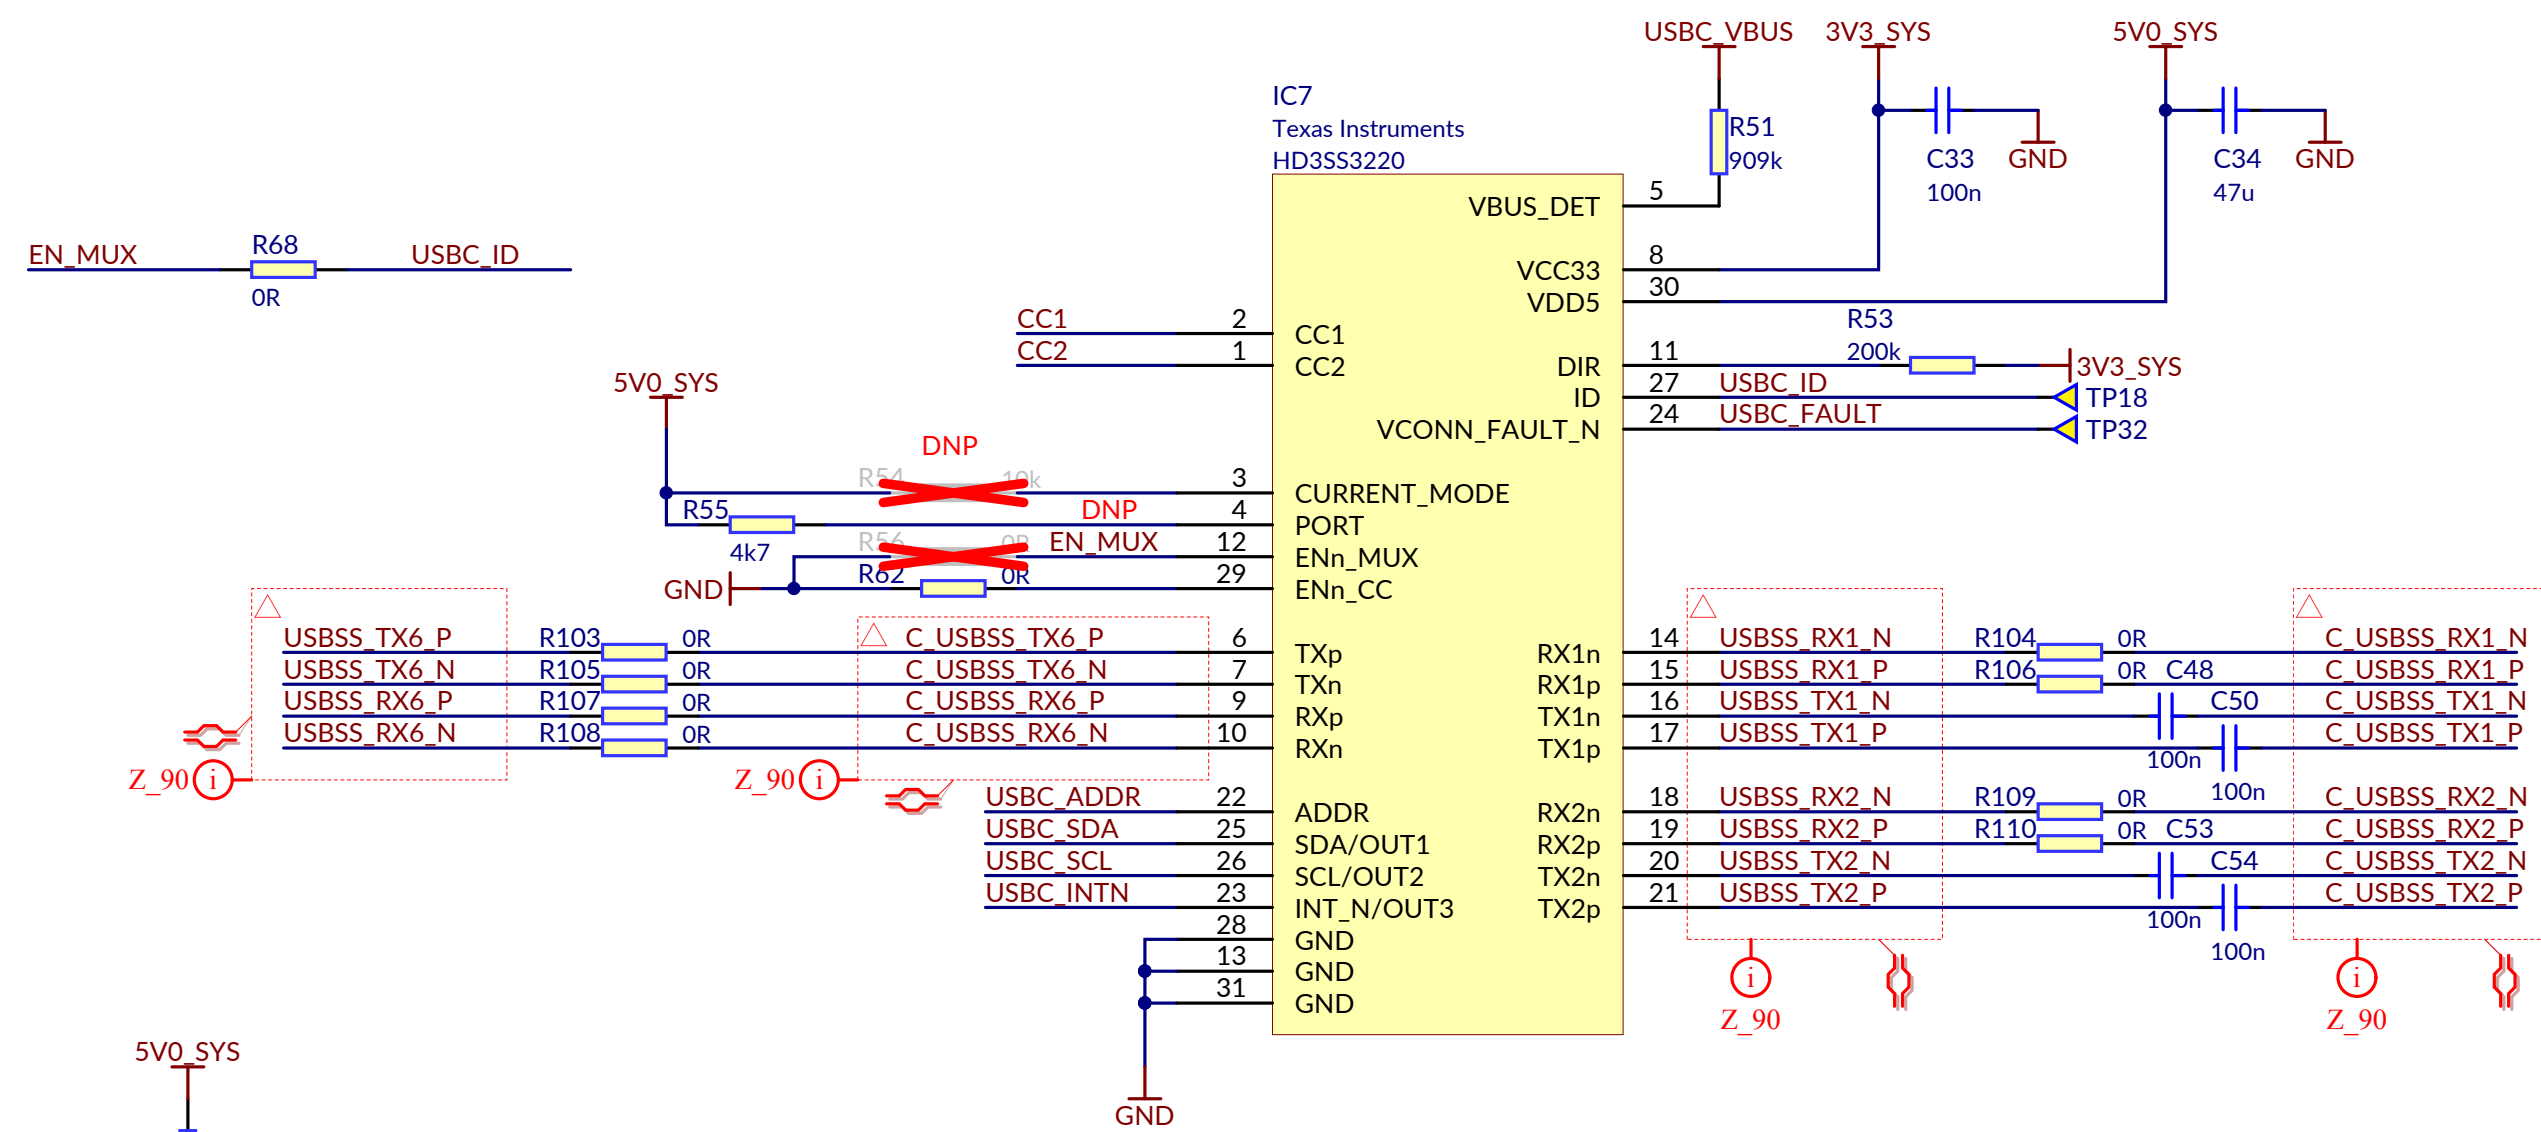 USBC_VBUS 3V3_SYS 5V0_SYS
IC7
Texas Instruments
HD3SS3220
R51
909k
C33
100n
GND
C34
47u
GND
EN_MUX R68 USBC_ID
0R
5 VBUS_DET
8 VCC33
30 VDD5
CC1 2 CC1
CC2 1 CC2
R53
200k
DIR 11 3V3_SYS
ID 27 USBC_ID TP18
VCONN_FAULT_N 24 USBC_FAULT TP32
5V0_SYS
DNP
R54 10k 3 CURRENT_MODE
R55 DNP 4 PORT
4k7
R56 0R EN_MUX 12 ENn_MUX
GND R62 0R 29 ENn_CC
USBSS_TX6_P R103 0R C_USBSS_TX6_P 6 TXp
USBSS_TX6_N R105 0R C_USBSS_TX6_N 7 TXn
USBSS_RX6_P R107 0R C_USBSS_RX6_P 9 RXp
USBSS_RX6_N R108 0R C_USBSS_RX6_N 10 RXn
Z_90 i
Z_90 i
RX1n 14 USBSS_RX1_N R104 0R C_USBSS_RX1_N
RX1p 15 USBSS_RX1_P R106 0R C48 C_USBSS_RX1_P
TX1n 16 USBSS_TX1_N C50 C_USBSS_TX1_N
TX1p 17 USBSS_TX1_P C_USBSS_TX1_P
100n
100n
USBC_ADDR 22 ADDR
USBC_SDA 25 SDA/OUT1
USBC_SCL 26 SCL/OUT2
USBC_INTN 23 INT_N/OUT3
RX2n 18 USBSS_RX2_N R109 0R C_USBSS_RX2_N
RX2p 19 USBSS_RX2_P R110 0R C53 C_USBSS_RX2_P
TX2n 20 USBSS_TX2_N C54 C_USBSS_TX2_N
TX2p 21 USBSS_TX2_P C_USBSS_TX2_P
100n
100n
28 GND
13 GND
31 GND
i
Z_90
i
Z_90
5V0_SYS
GND